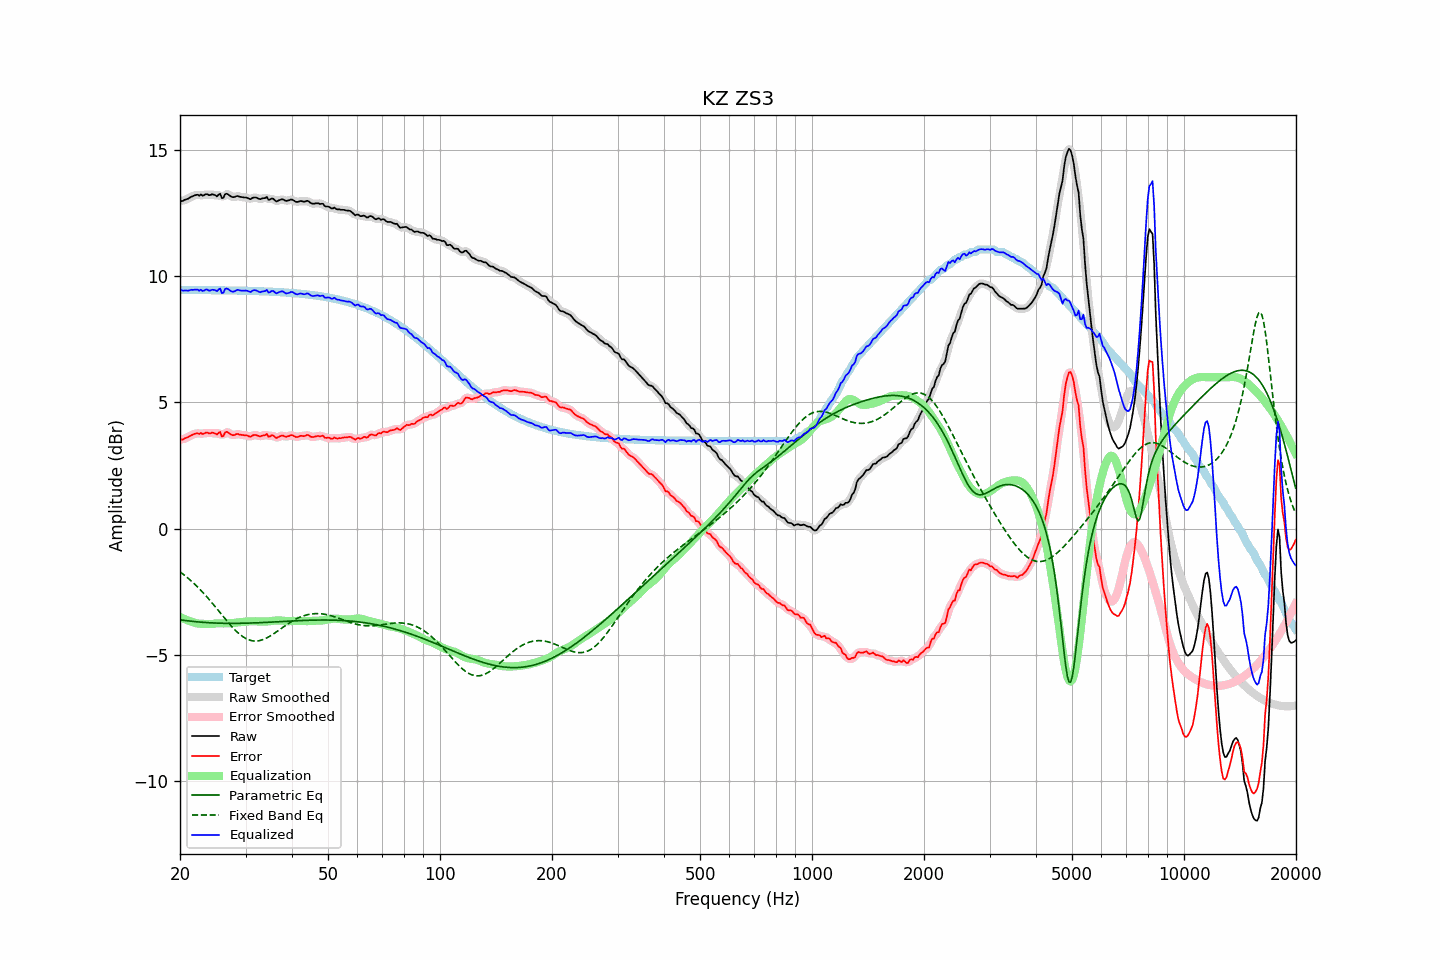 KZ ZS3
Amplitude (dBr)
15
10
5
0
−5
−10
Target
Raw Smoothed
Error Smoothed
Raw
Error
Equalization
Parametric Eq
Fixed Band Eq
Equalized
20 50 100 200 500 1000 2000 5000 10000 20000
Frequency (Hz)